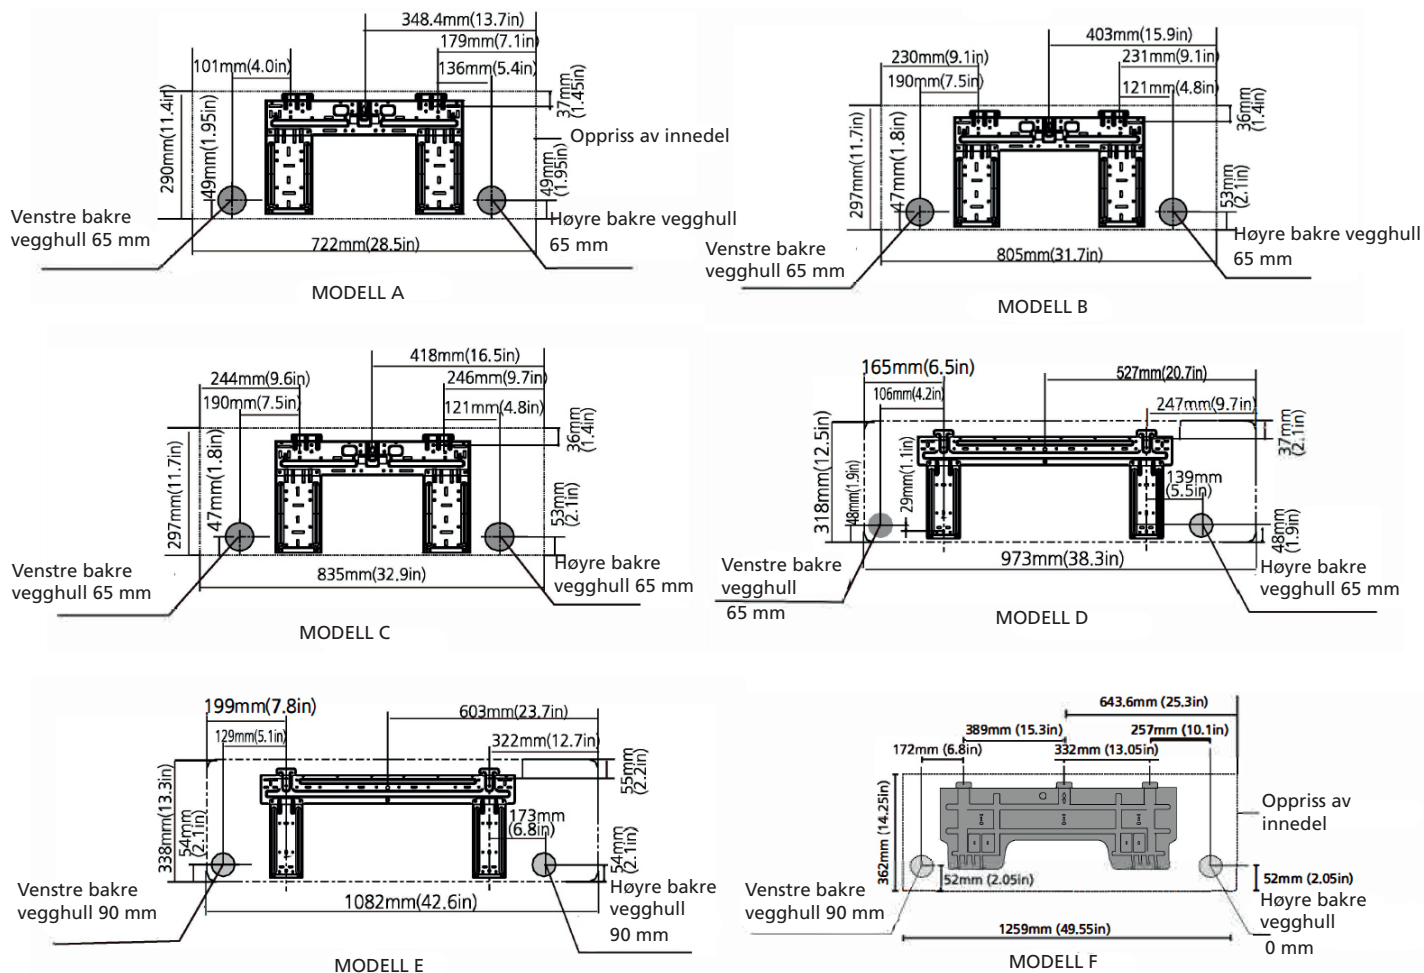 348.4mm(13.7in)
179mm(7.1in)
101mm(4.0in)
136mm(5.4in)
290mm(11.4in)
49mm(1.95in)
37mm
(1.45in)
Oppriss av innedel
49mm
(1.95in)
Venstre bakre
vegghull 65 mm
Høyre bakre vegghull
65 mm
722mm(28.5in)
MODELL A
403mm(15.9in)
230mm(9.1in)
231mm(9.1in)
190mm(7.5in)
121mm(4.8in)
297mm(11.7in)
47mm(1.8in)
36mm
(1.4in)
53mm
(2.1in)
Venstre bakre
vegghull 65 mm
Høyre bakre vegghull
65 mm
805mm(31.7in)
MODELL B
418mm(16.5in)
244mm(9.6in)
246mm(9.7in)
190mm(7.5in)
121mm(4.8in)
297mm(11.7in)
47mm(1.8in)
36mm
(1.4in)
53mm
(2.1in)
Venstre bakre
vegghull 65 mm
Høyre bakre
vegghull 65 mm
835mm(32.9in)
MODELL C
165mm(6.5in)
527mm(20.7in)
106mm(4.2in)
247mm(9.7in)
318mm(12.5in)
48mm(1.9in)
29mm(1.1in)
37mm
(2.1in)
139mm
(5.5in)
48mm
(1.9in)
973mm(38.3in)
Venstre bakre
vegghull
65 mm
Høyre bakre
vegghull 65 mm
MODELL D
199mm(7.8in)
603mm(23.7in)
129mm(5.1in)
322mm(12.7in)
338mm(13.3in)
54mm
(2.1in)
55mm
(2.2in)
173mm
(6.8in)
54mm
(2.1in)
Venstre bakre
vegghull 90 mm
1082mm(42.6in)
Høyre bakre
vegghull
90 mm
MODELL E
643.6mm (25.3in)
389mm (15.3in)
257mm (10.1in)
172mm (6.8in)
332mm (13.05in)
362mm (14.25in)
Oppriss av
innedel
52mm (2.05in)
52mm (2.05in)
Venstre bakre
vegghull 90 mm
Høyre bakre
vegghull
0 mm
1259mm (49.55in)
MODELL F